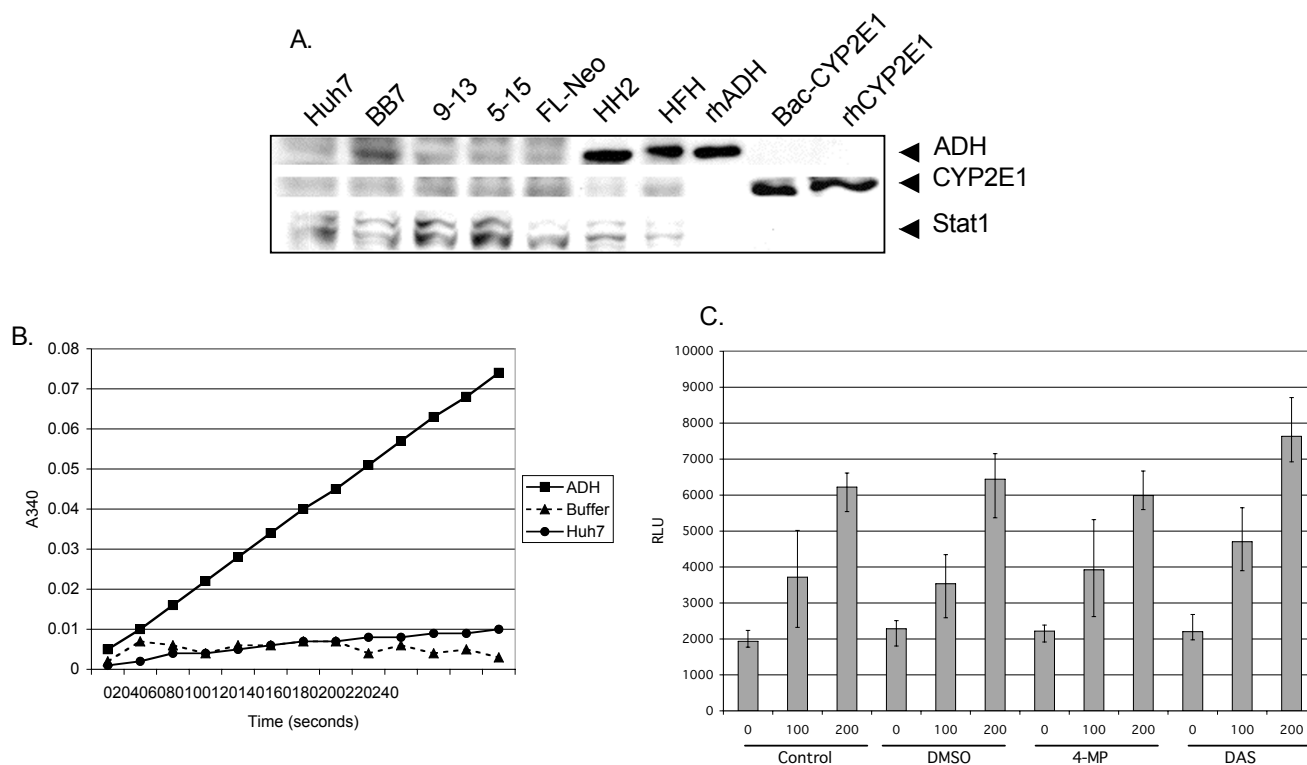 A.
Huh7 BB7 9-13 5-15 FL-Neo HH2 HFH rhADH Bac-CYP2E1 rhCYP2E1
ADH
CYP2E1
Stat1
B.
A340
0.08
0.07
0.06
0.05
0.04
0.03
0.02
0.01
0
020406080100120140160180200220240
Time (seconds)
ADH
Buffer
Huh7
C.
RLU
10000
9000
8000
7000
6000
5000
4000
3000
2000
1000
0
0 100 200 0 100 200 0 100 200 0 100 200
Control DMSO 4-MP DAS